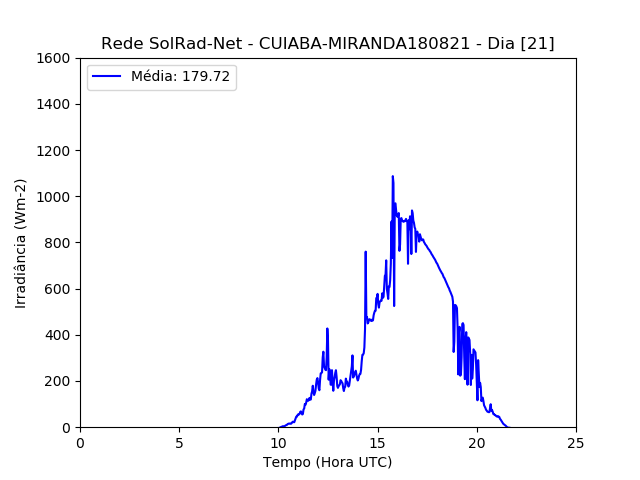 Rede SolRad-Net - CUIABA-MIRANDA180821 - Dia [21]
Média: 179.72
1600
1400
1200
1000
800
600
400
200
0
Irradiância (Wm-2)
0 5 10 15 20 25
Tempo (Hora UTC)